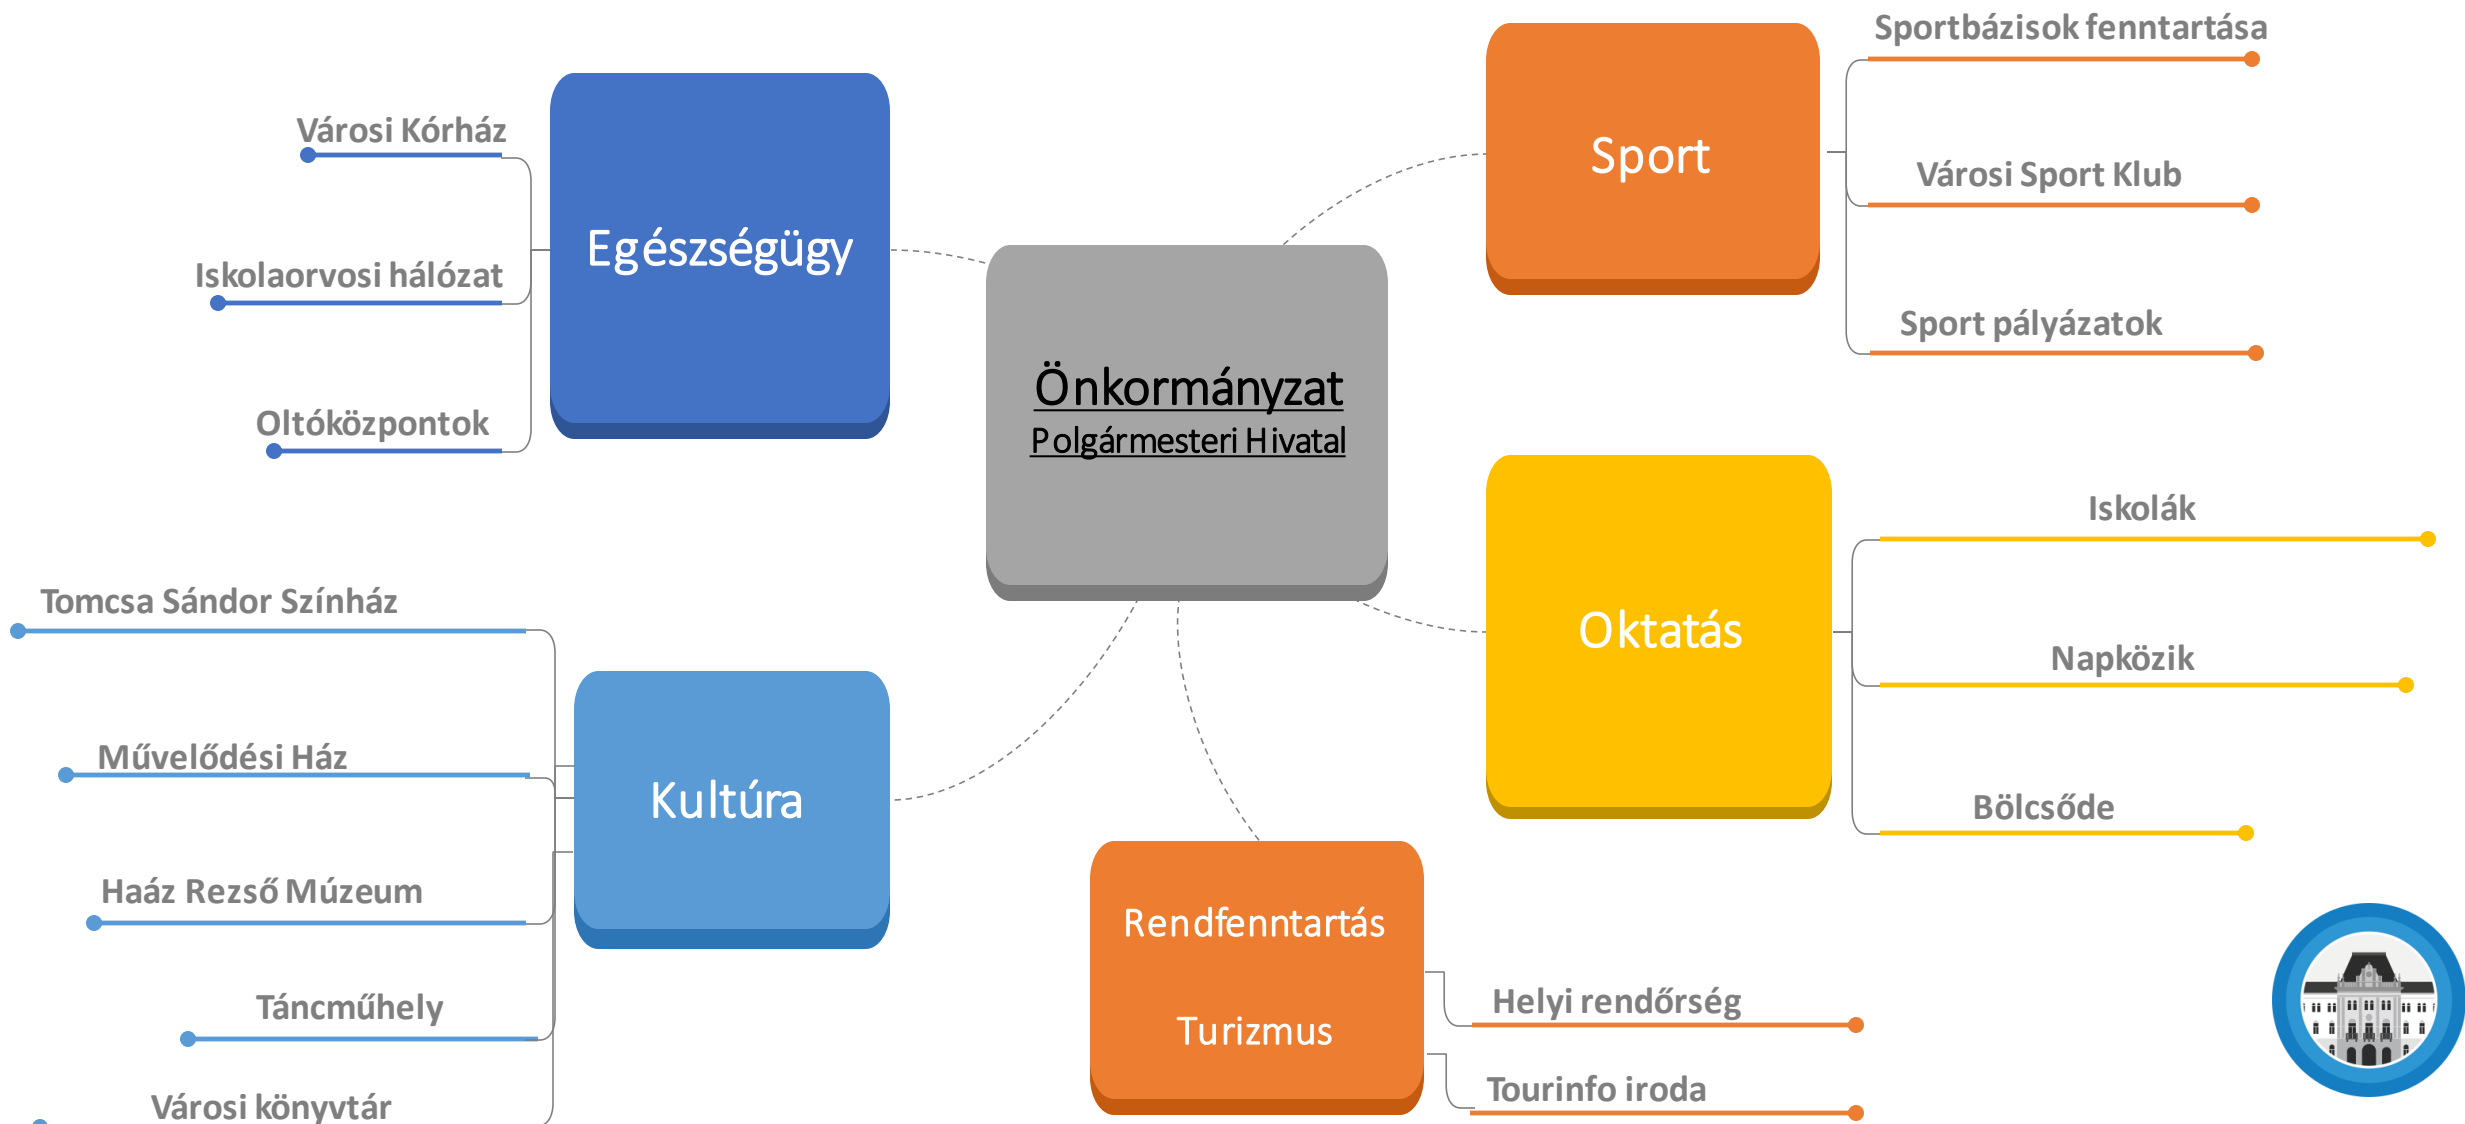 Önkormányzat
Polgármesteri Hivatal
Egészségügy
Városi Kórház
Iskolaorvosi hálózat
Oltóközpontok
Sport
Sportbázisok fenntartása
Városi Sport Klub
Sport pályázatok
Oktatás
Iskolák
Napközik
Bölcsőde
Kultúra
Tomcsa Sándor Színház
Művelődési Ház
Haáz Rezső Múzeum
Táncműhely
Városi könyvtár
Rendfenntartás
Turizmus
Helyi rendőrség
Tourinfo iroda